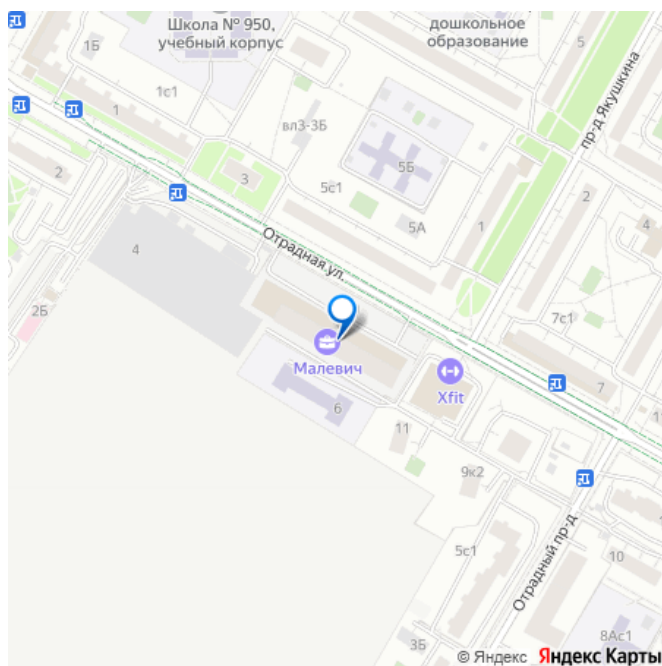 Школа № 950,
учебный корпус
дошкольное
образование
5
1Б
пр-д Якушкина
1с1
1
вл3-3Б
2
3
5Б
5с1
2
5А
1
4
Отрадная ул.
4
2Б
7с1
Малевич
Xfit
7
6
11
9к2
5с1
Отрадный пр-д
10
3Б
8Ас1
© Яндекс Яндекс Карты